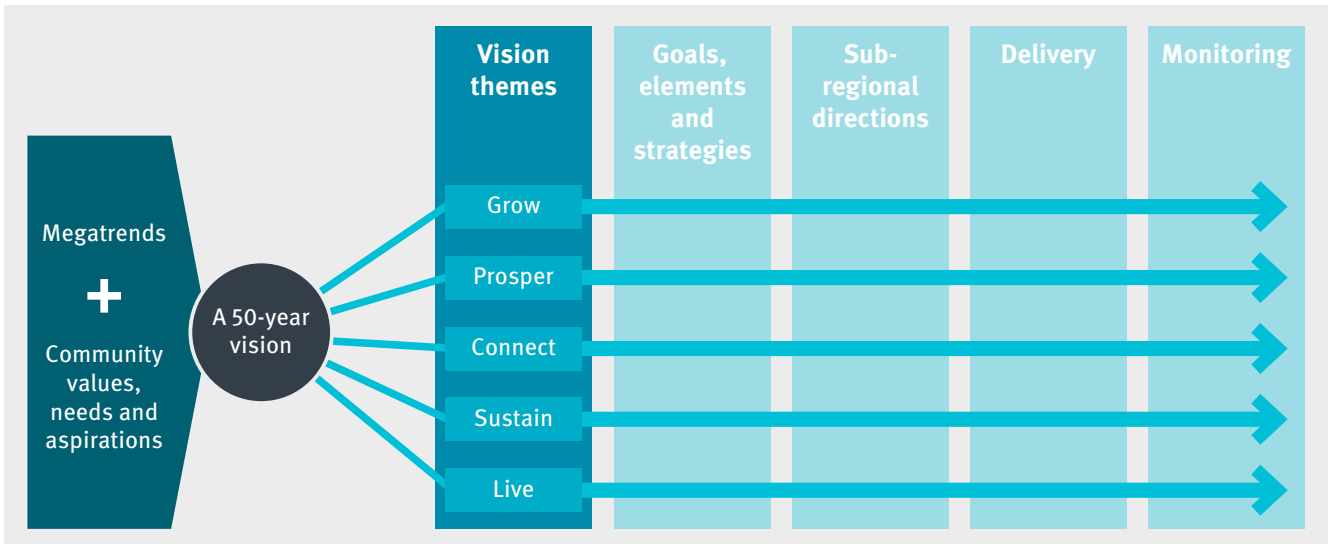 Megatrends
+
Community
values,
needs and
aspirations
A 50-year
vision
Vision
themes
Grow
Prosper
Connect
Sustain
Live
Goals,
elements
and
strategies
Sub-
regional
directions
Delivery
Monitoring